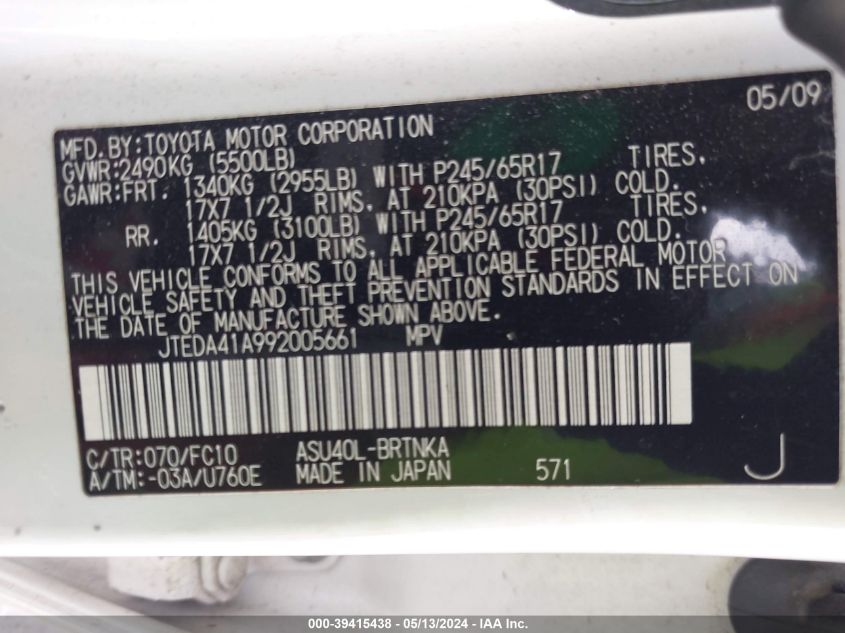 05/09
MFD. BY: TOYOTA MOTOR CORPORATION
GVWR: 2490KG (5500LB)
GAWR: FRT. 1340KG (2955LB) WITH P245/65R17 TIRES,
17X7 1/2J RIMS, AT 210KPA (30PSI) COLD.
RR. 1405KG (3100LB) WITH P245/65R17 TIRES,
17X7 1/2J RIMS, AT 210KPA (30PSI) COLD.
THIS VEHICLE CONFORMS TO ALL APPLICABLE FEDERAL MOTOR
VEHICLE SAFETY AND THEFT PREVENTION STANDARDS IN EFFECT ON
THE DATE OF MANUFACTURE SHOWN ABOVE.
JTEDA41A992005661 MPV
C/TR: 070/FC10 ASU40L-BRTNKA
A/TM: -03A/U760E MADE IN JAPAN 571 J
000-39415438 - 05/13/2024 - IAA Inc.